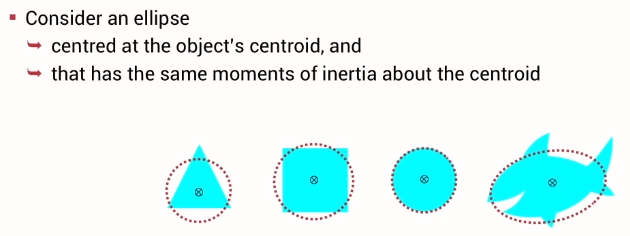 Consider an ellipse
centred at the object's centroid, and
that has the same moments of inertia about the centroid